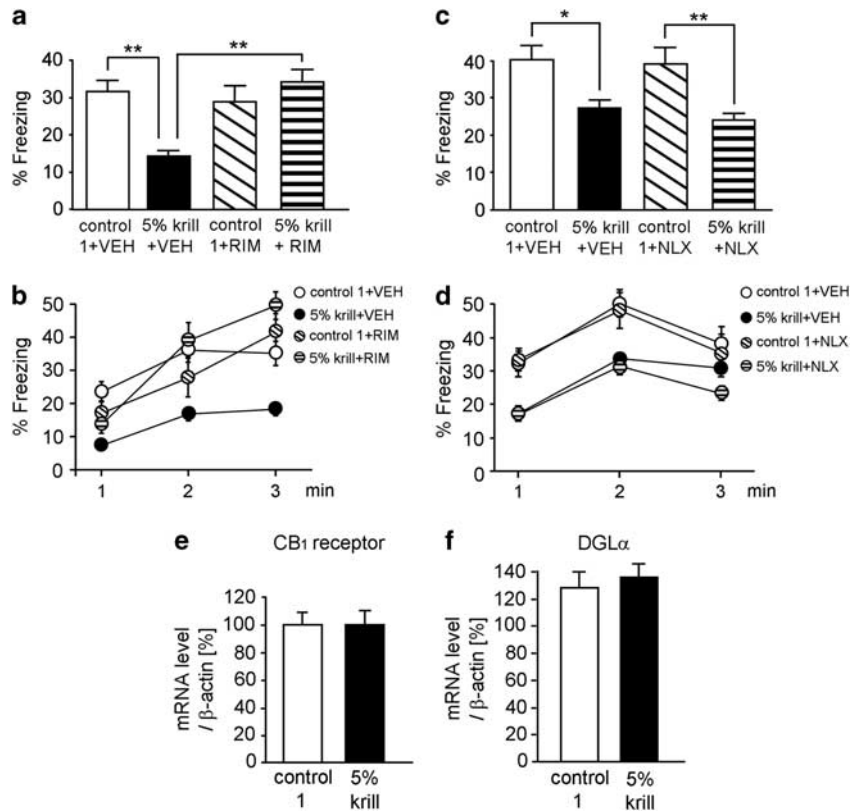 a
**
**
% Freezing
40
30
20
10
0
control 1+VEH
5% krill +VEH
control 1+RIM
5% krill + RIM
c
*
**
% Freezing
50
40
30
20
10
0
control 1+VEH
5% krill +VEH
control 1+NLX
5% krill +NLX
b
% Freezing
50
40
30
20
10
0
1
2
3
min
control 1+VEH
5% krill+VEH
control 1+RIM
5% krill+RIM
d
% Freezing
50
40
30
20
10
0
1
2
3
min
control 1+VEH
5% krill+VEH
control 1+NLX
5% krill+NLX
e
CB1 receptor
mRNA level
/ β-actin [%]
120
100
80
60
40
20
0
control 1
5% krill
f
DGLα
mRNA level
/ β-actin [%]
140
120
100
80
60
40
20
0
control 1
5% krill